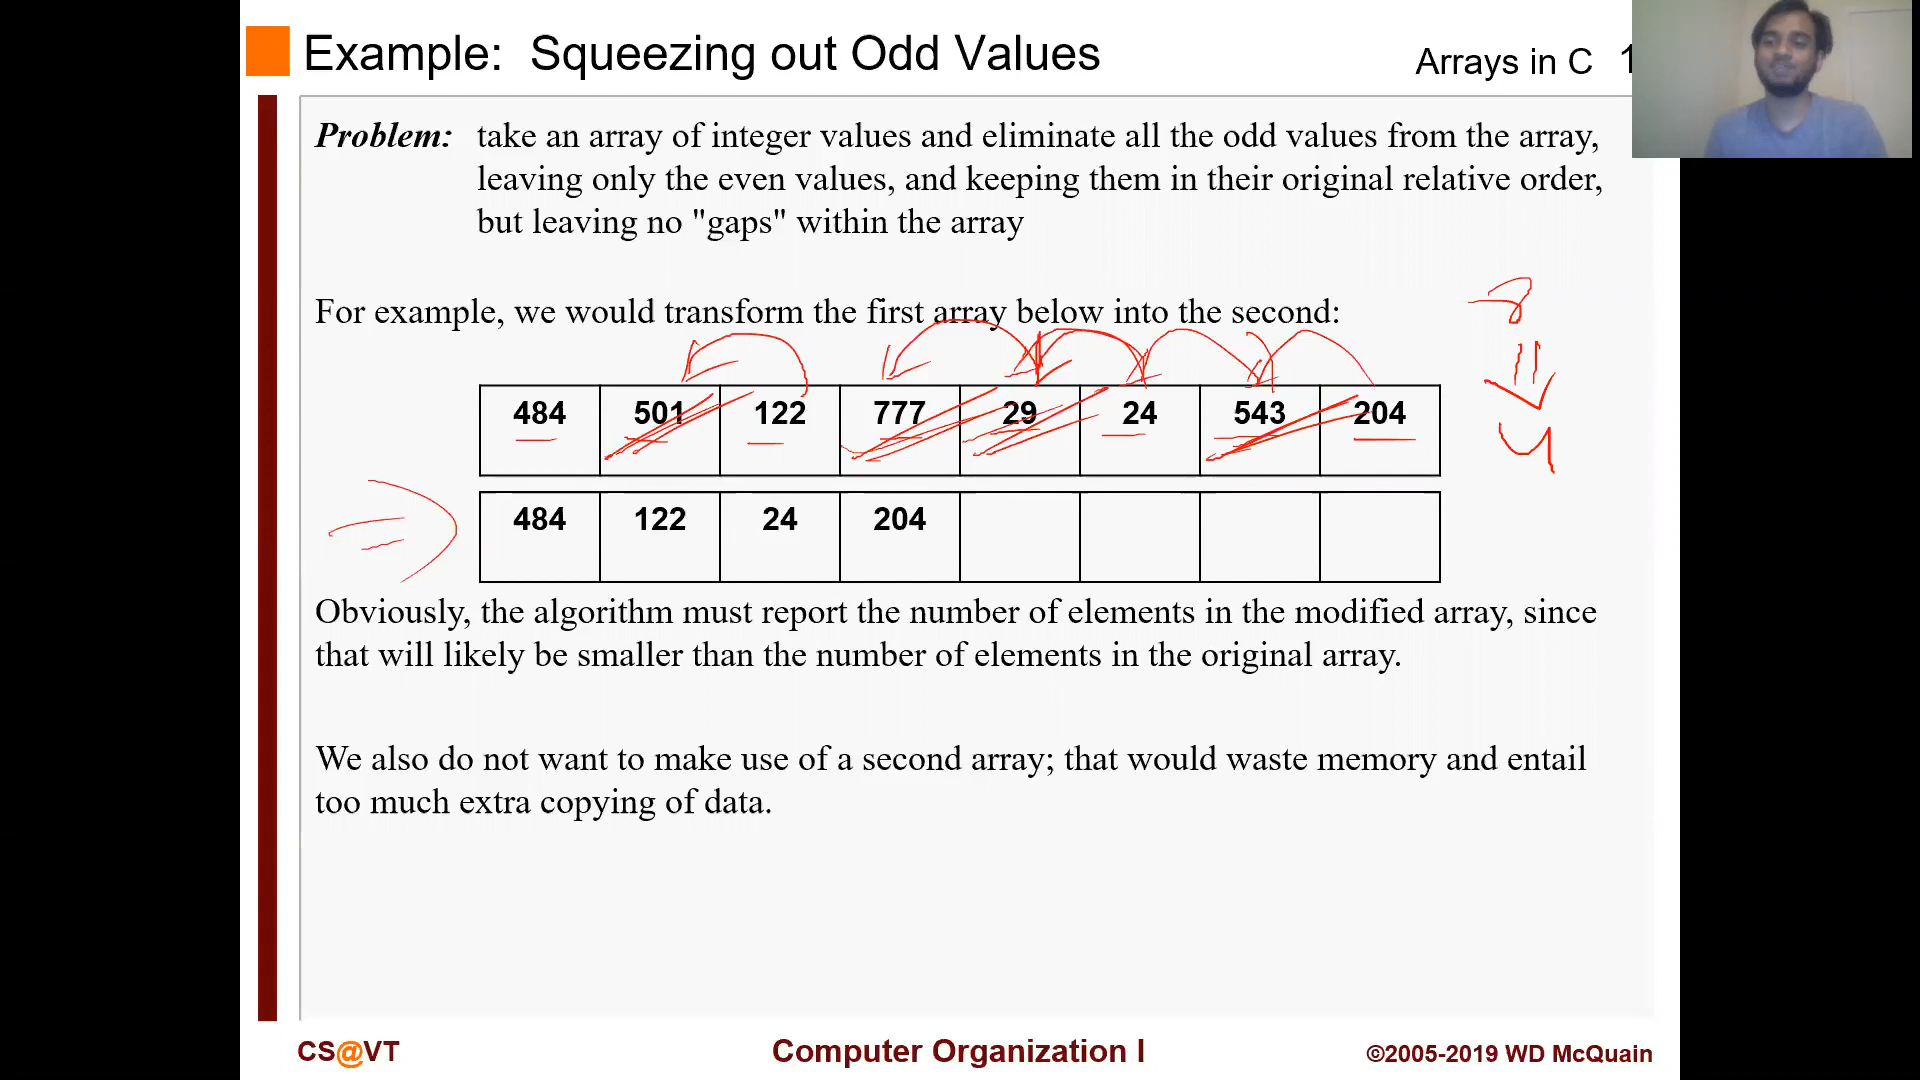 Example: Squeezing out Odd Values
Arrays in C
Problem: take an array of integer values and eliminate all the odd values from the array,
leaving only the even values, and keeping them in their original relative order,
but leaving no "gaps" within the array
For example, we would transform the first array below into the second:
484 501 122 777 29 24 543 204
484 122 24 204
8
4
Obviously, the algorithm must report the number of elements in the modified array, since
that will likely be smaller than the number of elements in the original array.
We also do not want to make use of a second array; that would waste memory and entail
too much extra copying of data.
CS@VT
Computer Organization I
©2005-2019 WD McQuain